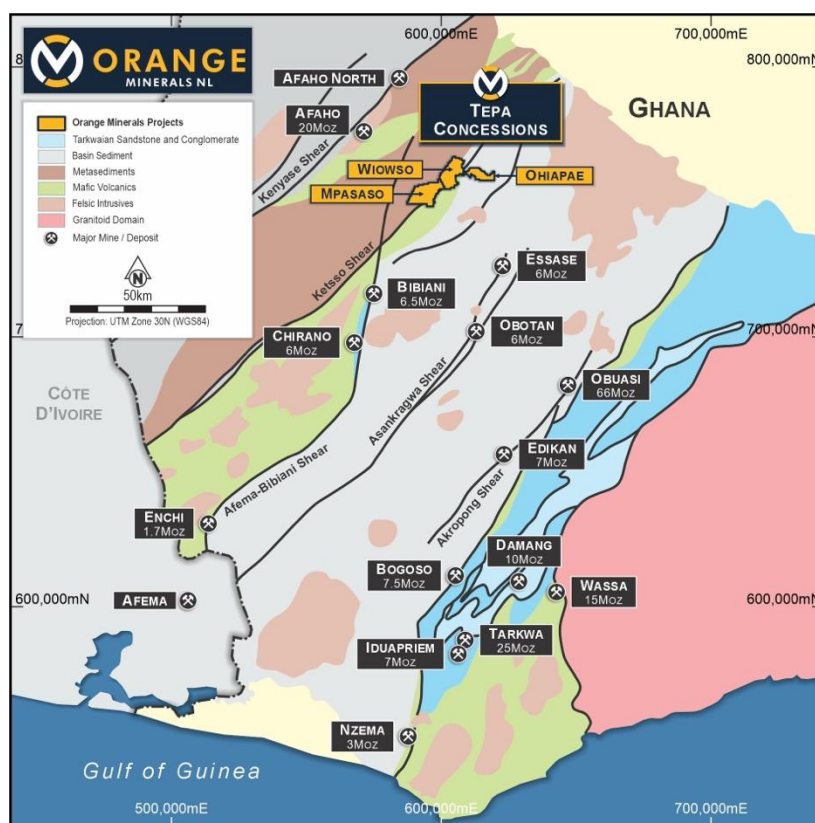 ORANGE
MINERALS NL
600,000mE
700,000mE
800,000mN
8
AFAHO NORTH
AFAHO
20MOZ
TEPA
CONCESSIONS
GHANA
Orange Minerals Projects
Tarkwaian Sandstone and Conglomerate
Basin Sediment
Metasediments
Mafic Volcanics
Felsic Intrusives
Granitoid Domain
Major Mine / Deposit
N
50km
Projection: UTM Zone 30N (WGS84)
Kenyase Shear
WIOWSO
OHIAPAE
MPASASO
Ketsso Shear
ESSASE
6MOZ
BIBIANI
6.5MOZ
7
700,000mN
CHIRANO
6MOZ
OBOTAN
6MOZ
CÔTE
D'IVOIRE
Asankragwa Shear
OBUASI
66MOZ
EDIKAN
7MOZ
Afema-Bibiani Shear
Akropong Shear
ENCHI
1.7MOZ
BOGOSO
7.5MOZ
DAMANG
10MOZ
WASSA
15MOZ
600,000mN
600,000mN
AFEMA
IDUAPRIEM
7MOZ
TARKWA
25MOZ
NZEMA
3MOZ
Gulf of Guinea
500,000mE
600,000mE
700,000mE